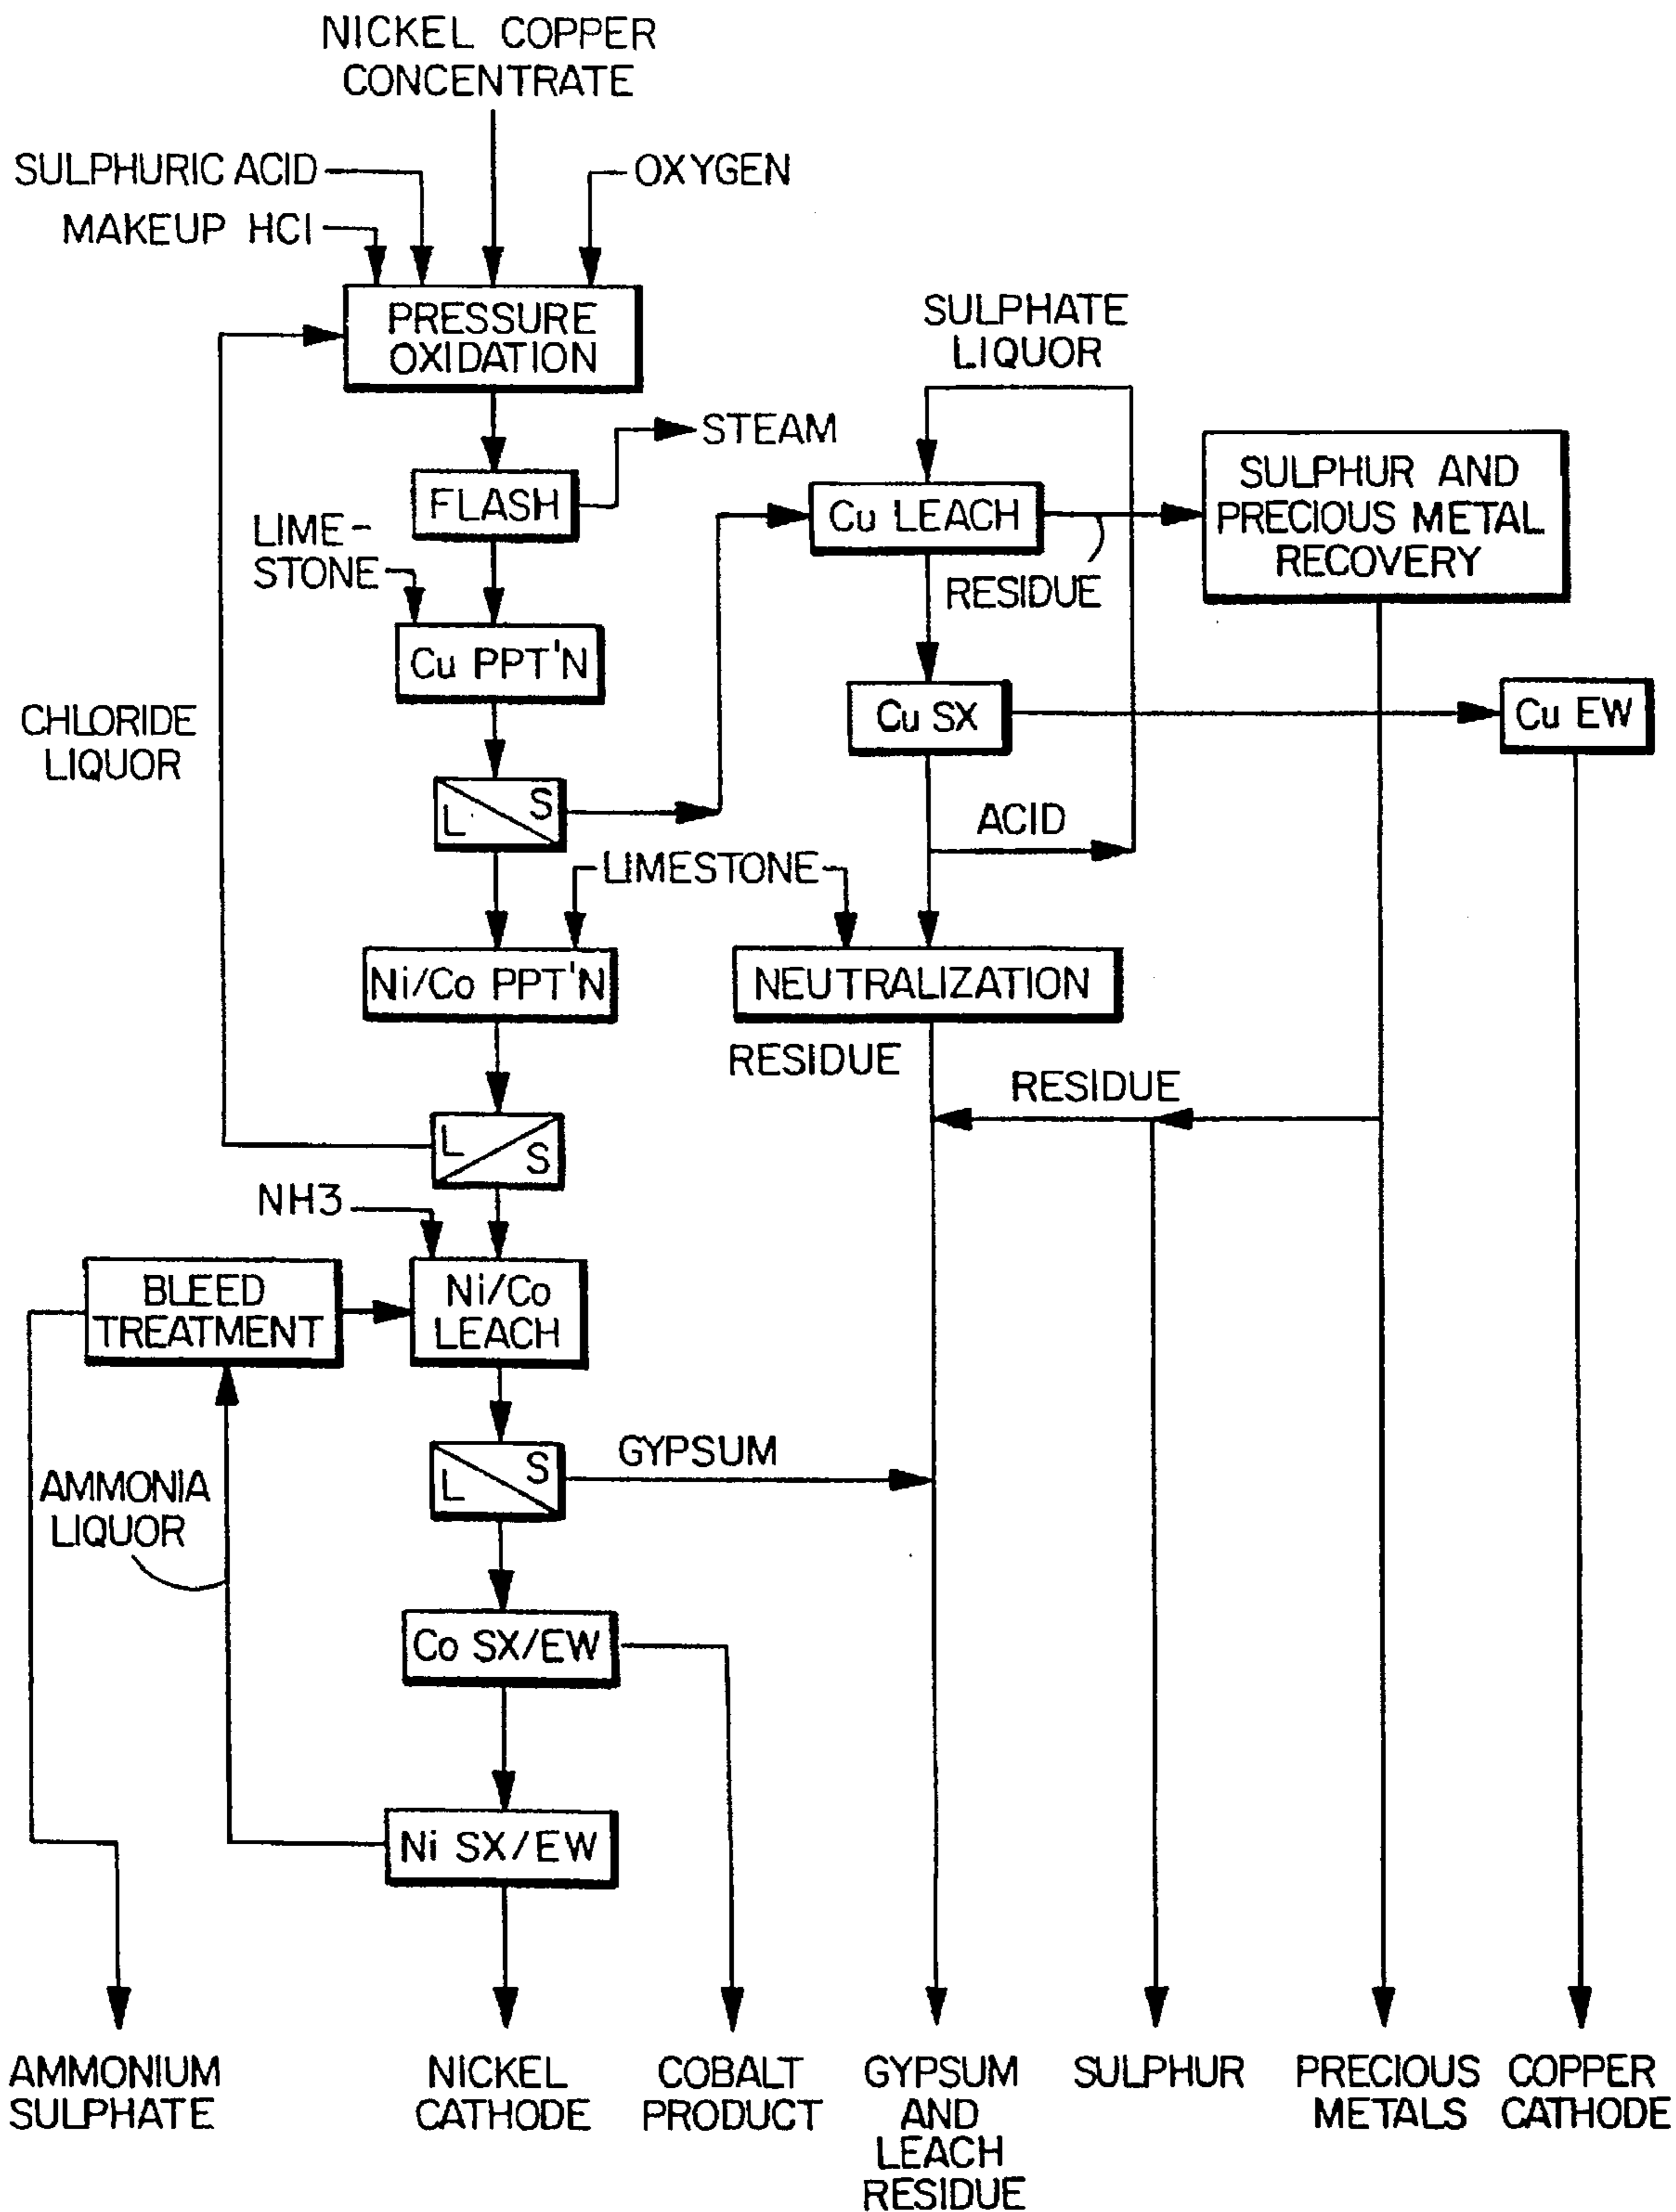 NICKEL COPPER
CONCENTRATE
SULPHURIC ACID
OXYGEN
MAKEUP HCl
PRESSURE
OXIDATION
SULPHATE
LIQUOR
STEAM
FLASH
Cu LEACH
SULPHUR AND
PRECIOUS METAL
RECOVERY
LIME-
STONE
RESIDUE
Cu PPT'N
Cu SX
Cu EW
CHLORIDE
LIQUOR
L S
ACID
LIMESTONE
Ni/Co PPT'N
NEUTRALIZATION
RESIDUE
RESIDUE
L S
NH3
BLEED
TREATMENT
Ni/Co
LEACH
L S
GYPSUM
AMMONIA
LIQUOR
Co SX/EW
Ni SX/EW
AMMONIUM
SULPHATE
NICKEL
CATHODE
COBALT
PRODUCT
GYPSUM
AND
LEACH
RESIDUE
SULPHUR
PRECIOUS
METALS
COPPER
CATHODE